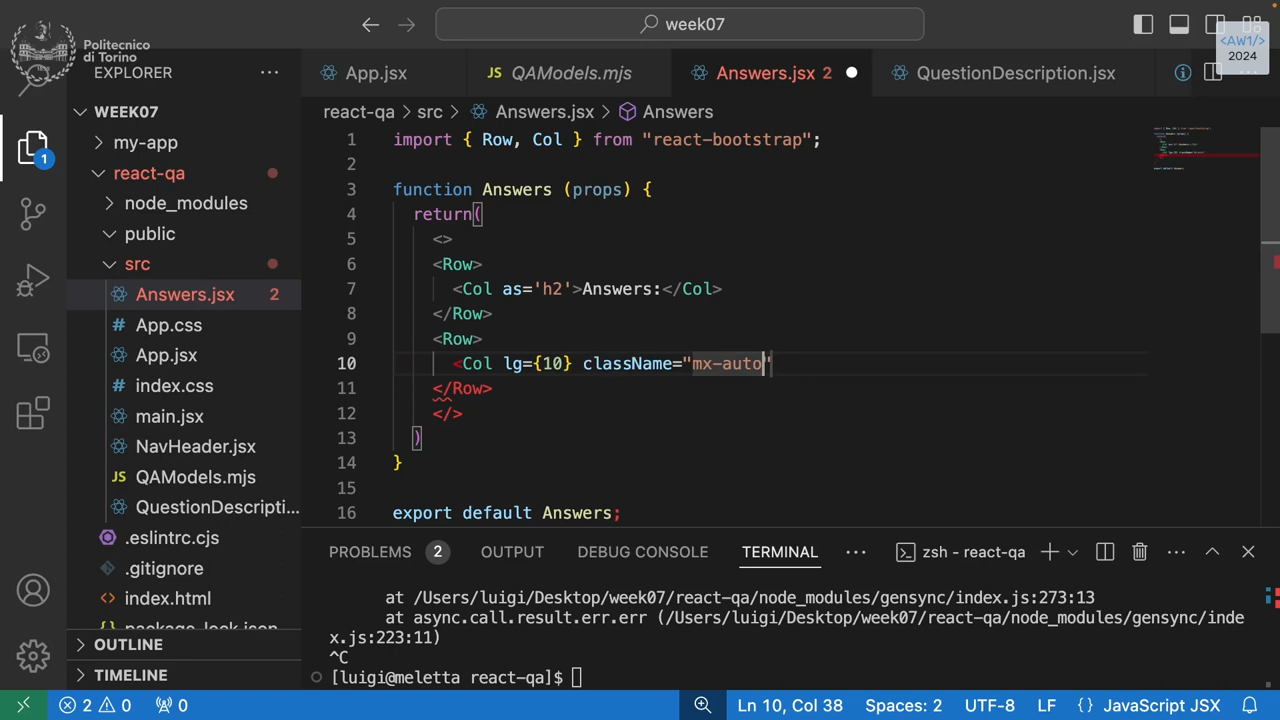 week07
Politecnico
di Torino
<AW1/>
2024
EXPLORER
App.jsx
QAModels.mjs
Answers.jsx 2
QuestionDescription.jsx
WEEK07
my-app
react-qa
node_modules
public
src
Answers.jsx 2
App.css
App.jsx
index.css
main.jsx
NavHeader.jsx
QAModels.mjs
QuestionDescripti...
.eslintrc.cjs
.gitignore
index.html
package-lock.json
OUTLINE
TIMELINE
1
react-qa > src > Answers.jsx > Answers
1 import { Row, Col } from "react-bootstrap";
2
3 function Answers (props) {
4 return(
5 <>
6 <Row>
7 <Col as='h2'>Answers:</Col>
8 </Row>
9 <Row>
10 <Col lg={10} className="mx-auto"
11 </Row>
12 </>
13 )
14 }
15
16 export default Answers;
PROBLEMS 2 OUTPUT DEBUG CONSOLE TERMINAL zsh - react-qa
at /Users/luigi/Desktop/week07/react-qa/node_modules/gensync/index.js:273:13
at async.call.result.err.err (/Users/luigi/Desktop/week07/react-qa/node_modules/gensync/inde
x.js:223:11)
^C
[luigi@meletta react-qa]$
2 0 0 Ln 10, Col 38 Spaces: 2 UTF-8 LF {} JavaScript JSX